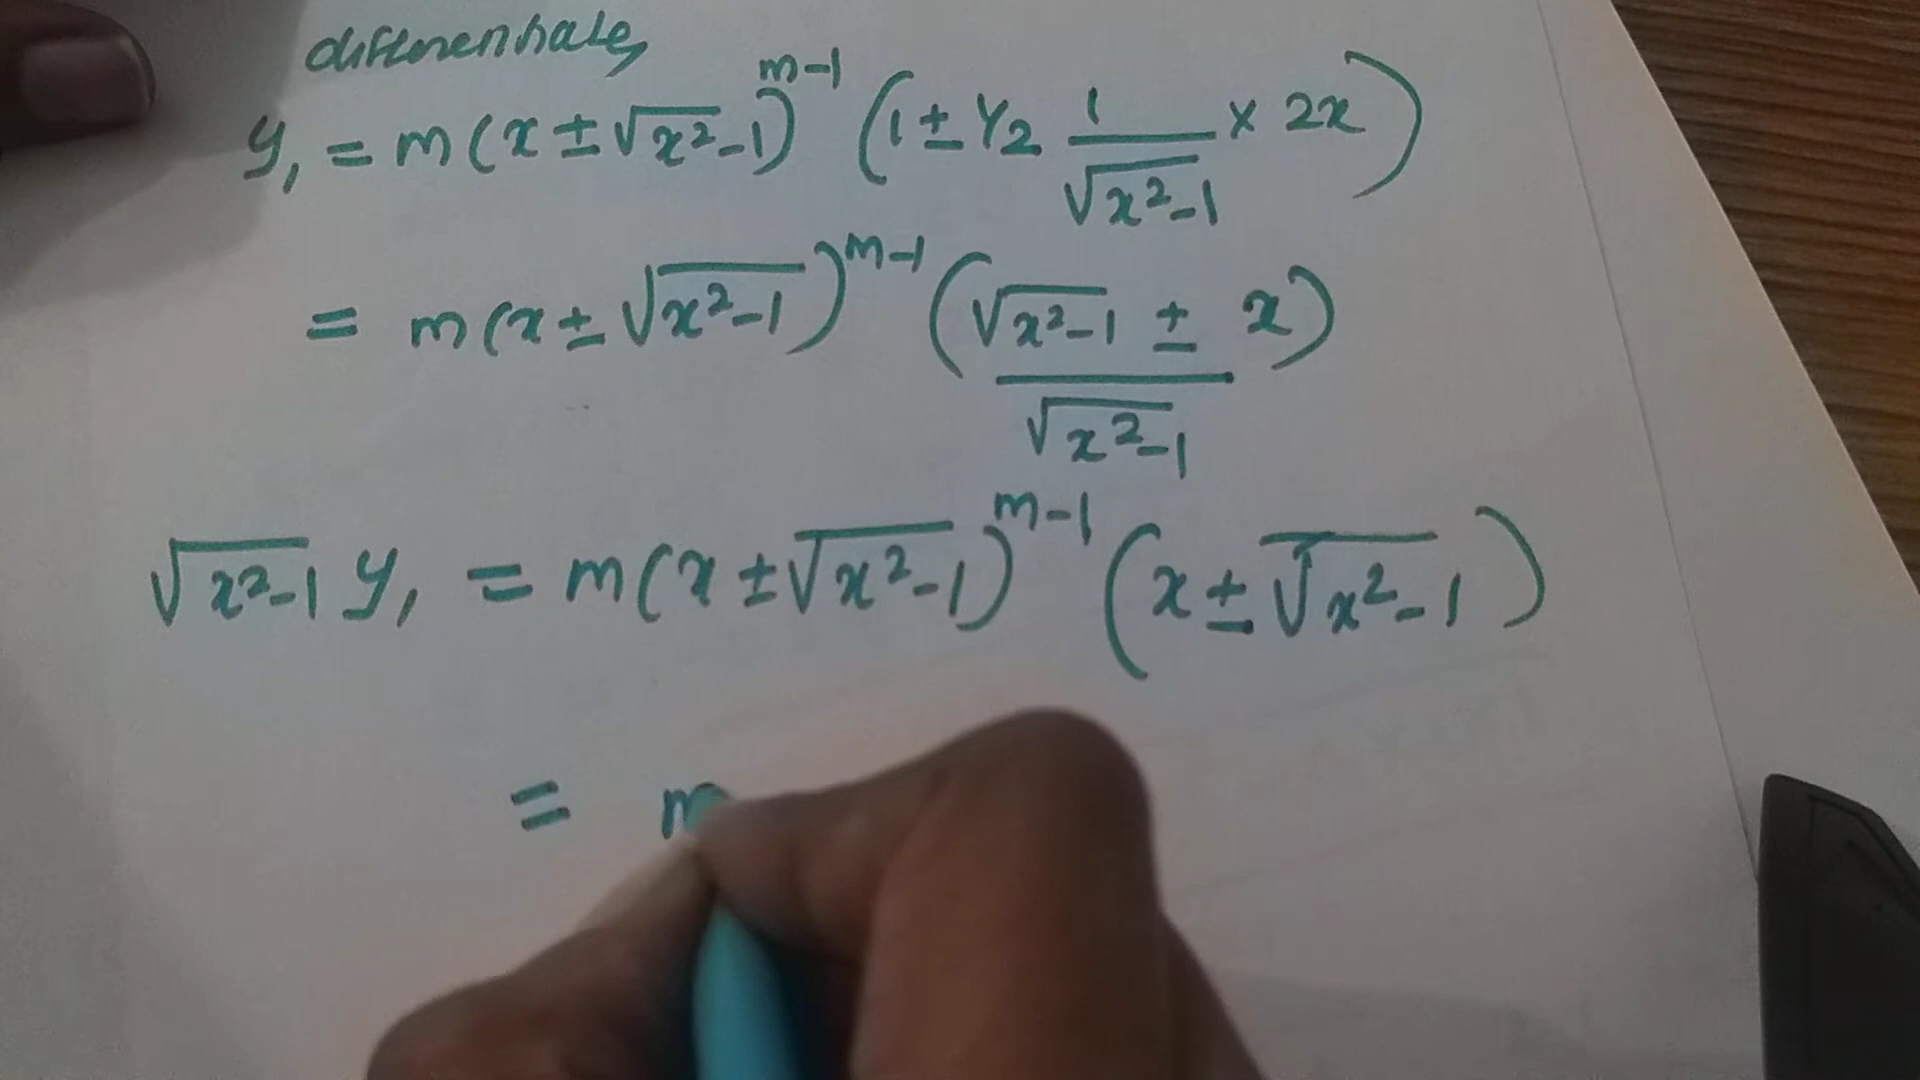 differentiate,
y₁ = m(x ± √x²-1)^{m-1} (1 ± 1/2 1/√x²-1 × 2x)
= m(x ± √x²-1)^{m-1} (√x²-1 ± x)/√x²-1
√x²-1 y₁ = m(x ± √x²-1)^{m-1} (x ± √x²-1)
= m